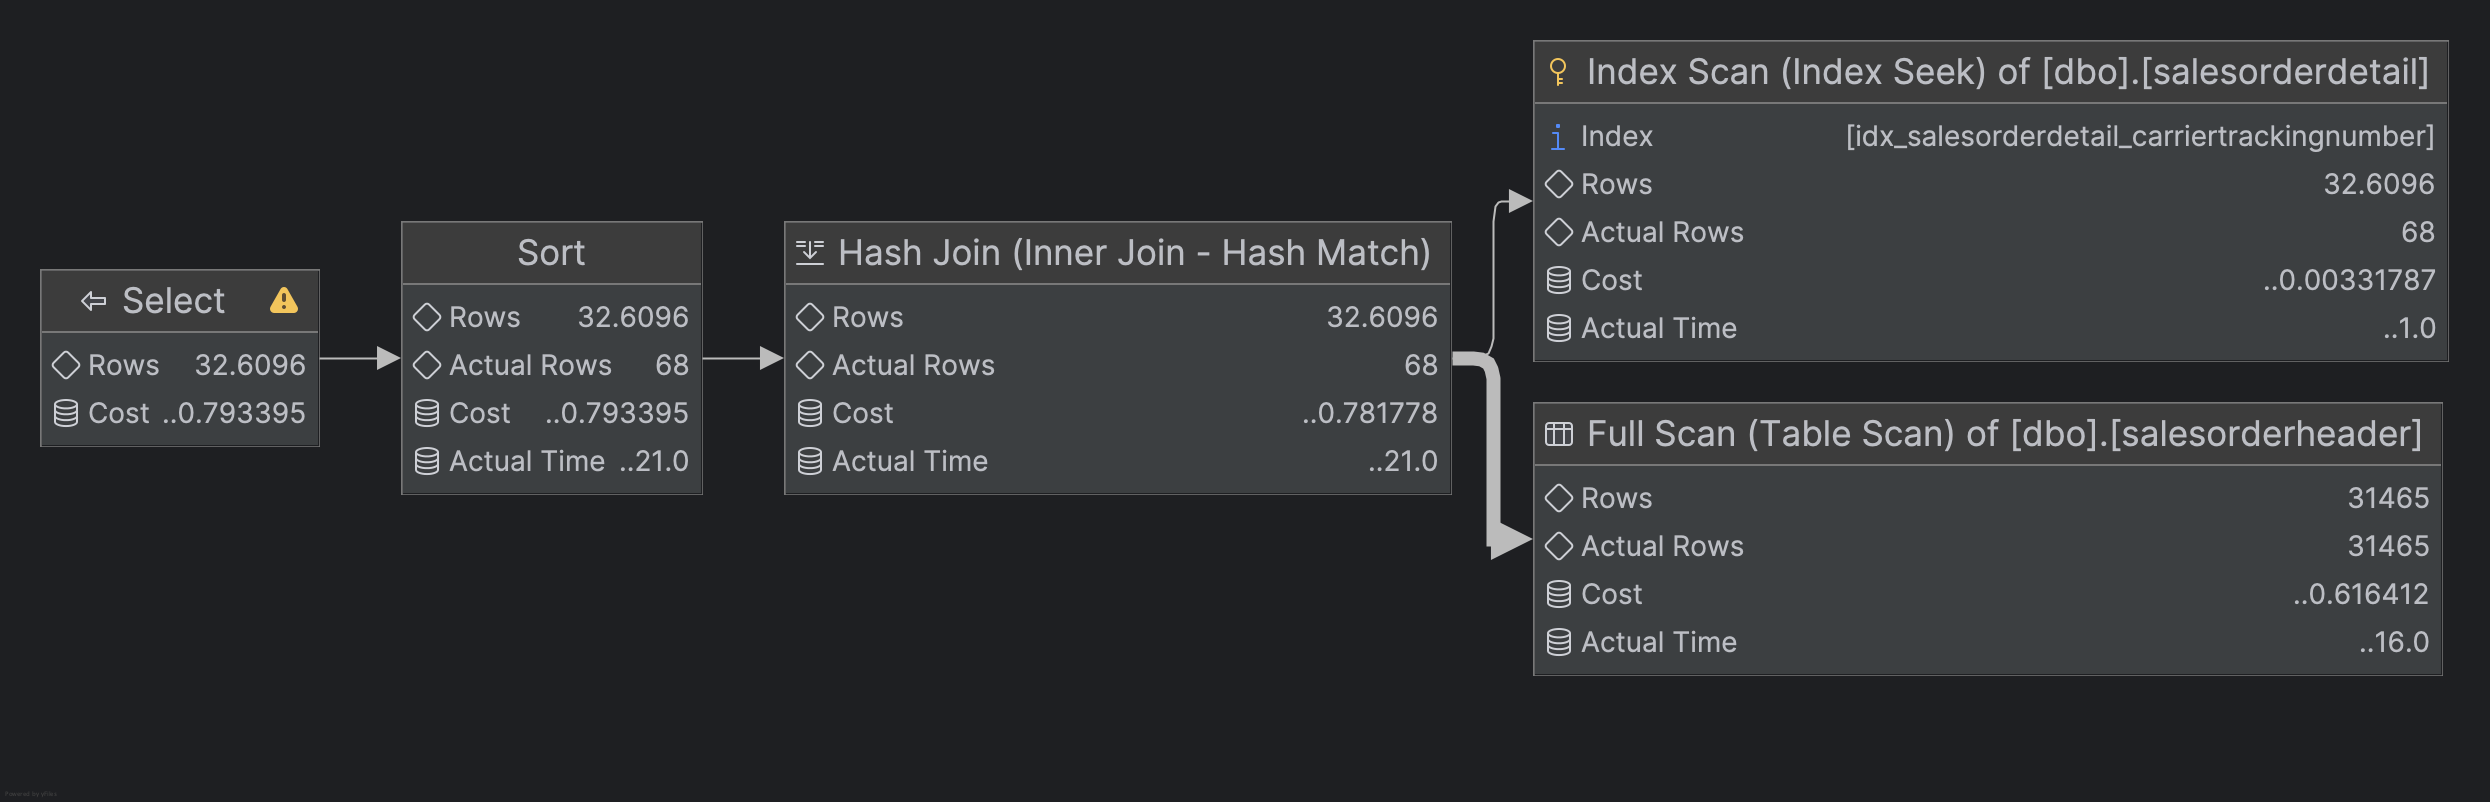 Select
Rows 32.6096
Cost ..0.793395
Sort
Rows 32.6096
Actual Rows 68
Cost ..0.793395
Actual Time ..21.0
Hash Join (Inner Join - Hash Match)
Rows 32.6096
Actual Rows 68
Cost ..0.781778
Actual Time ..21.0
Index Scan (Index Seek) of [dbo].[salesorderdetail]
i Index [idx_salesorderdetail_carriertrackingnumber]
Rows 32.6096
Actual Rows 68
Cost ..0.00331787
Actual Time ..1.0
Full Scan (Table Scan) of [dbo].[salesorderheader]
Rows 31465
Actual Rows 31465
Cost ..0.616412
Actual Time ..16.0
Powered by yFiles